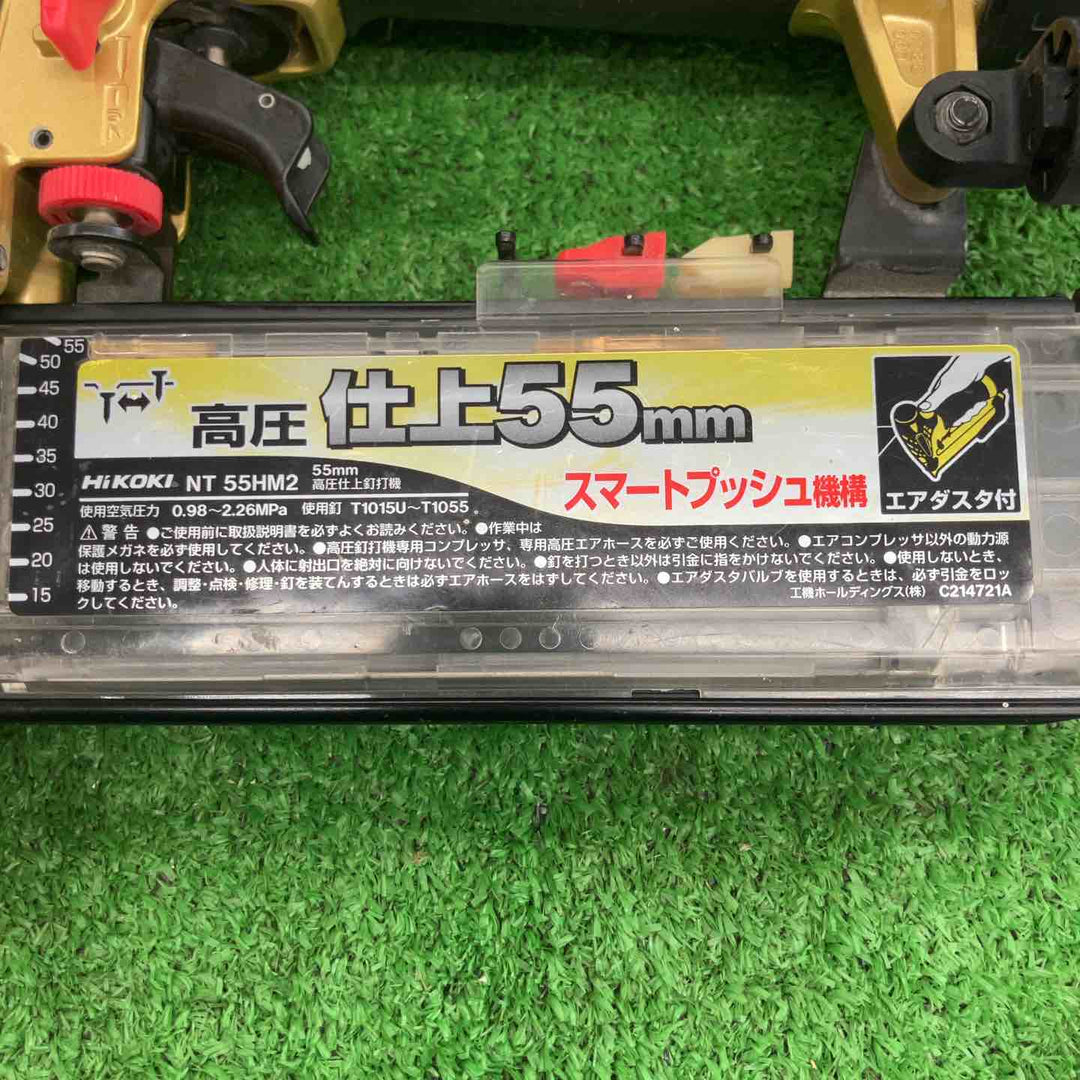 55
50
45
40
35
30
25
20
15
高圧 仕上55mm
HiKOKI NT 55HM2 55mm 高圧仕上釘打機
スマートプッシュ機構
エアダスタ付
使用空気圧力 0.98～2.26MPa 使用釘 T1015U～T1055
⚠警告 ●ご使用前に取扱説明書を必ずよくお読みください。●作業中は
保護メガネを必ず使用してください。●高圧釘打機専用コンプレッサ、専用高圧エアホースを必ずご使用ください。●エアコンプレッサ以外の動力源
は使用しないでください。●人体に射出口を絶対に向けないでください。●釘を打つとき以外は引金に指をかけないでください。●使用しないとき、
移動するとき、調整・点検・修理・釘を装てんするときは必ずエアホースをはずしてください。●エアダスタバルブを使用するときは、必ず引金をロッ
クしてください。
工機ホールディングス(株) C214721A